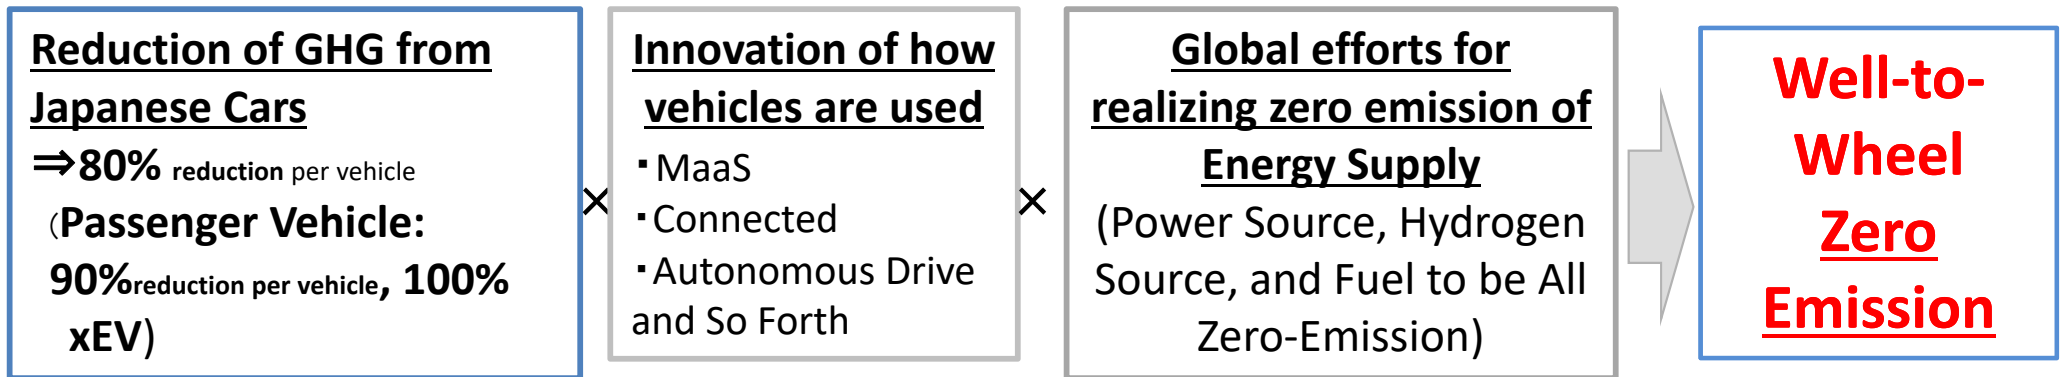 Reduction of GHG from
Japanese Cars
⇒80% reduction per vehicle
(Passenger Vehicle:
90%reduction per vehicle, 100%
xEV)
×
Innovation of how
vehicles are used
・MaaS
・Connected
・Autonomous Drive
and So Forth
×
Global efforts for
realizing zero emission of
Energy Supply
(Power Source, Hydrogen
Source, and Fuel to be All
Zero-Emission)
Well-to-
Wheel
Zero
Emission